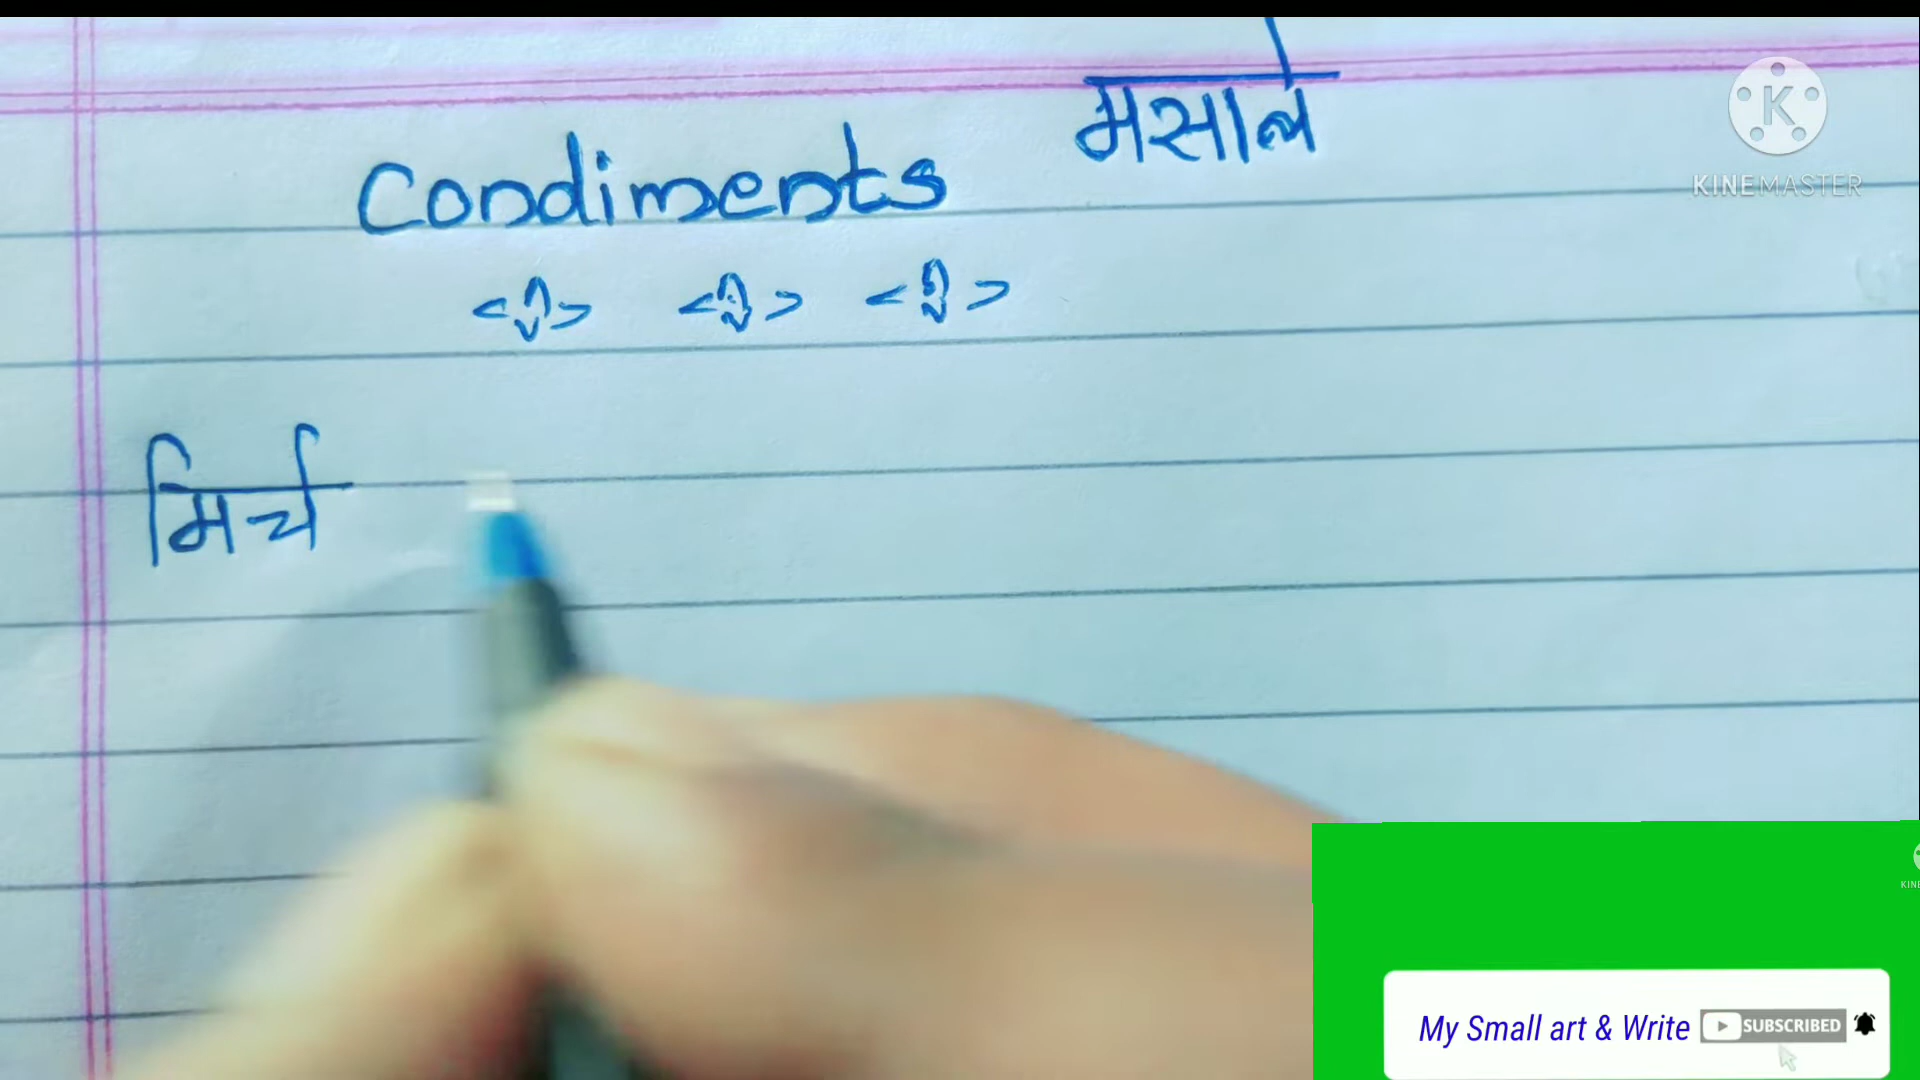 मसाले
Condiments
मिर्च
KINEMASTER
My Small art & Write SUBSCRIBED